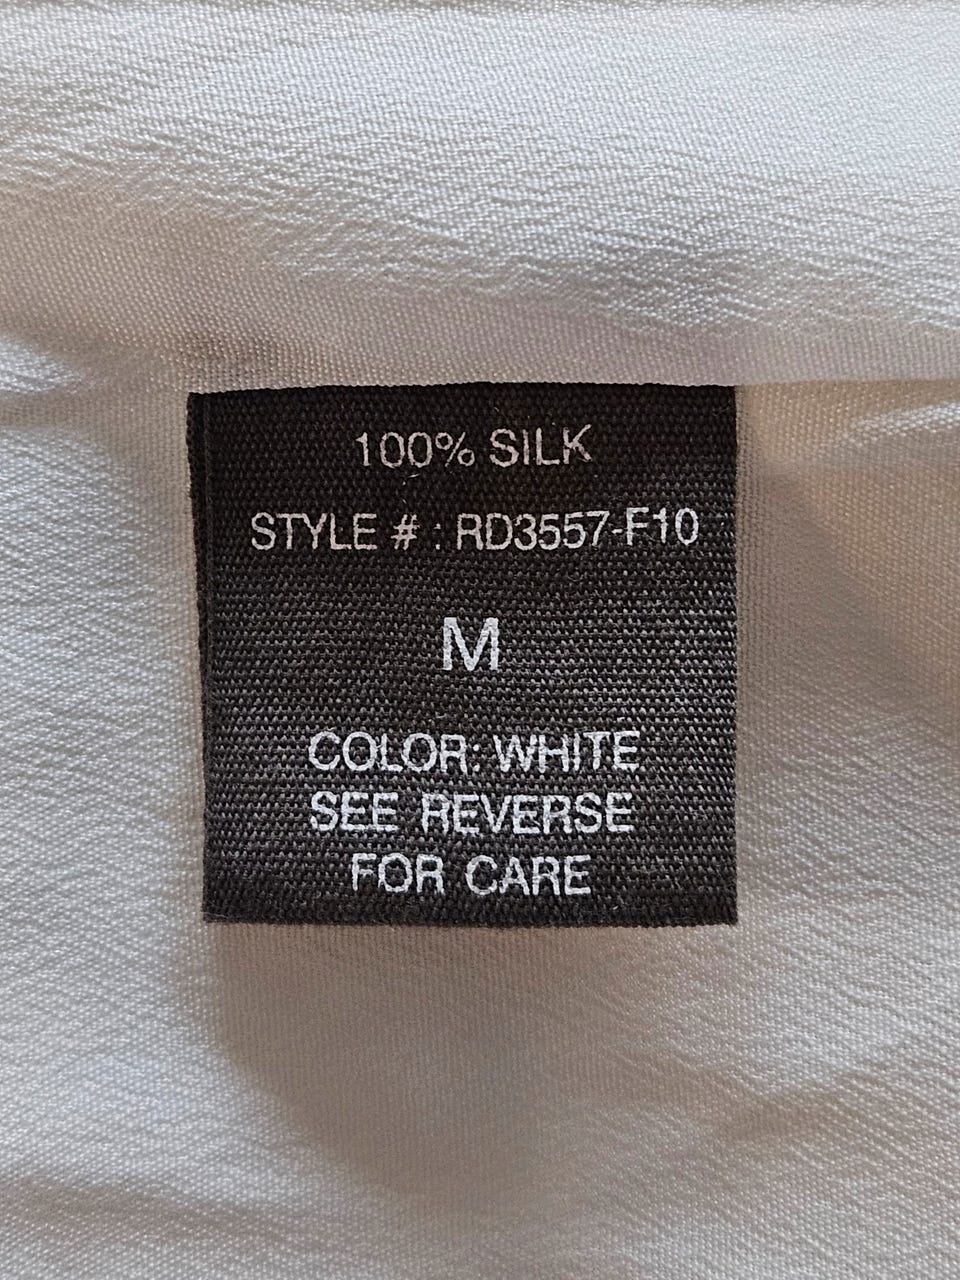 100% SILK
STYLE # : RD3557-F10
M
COLOR: WHITE
SEE REVERSE
FOR CARE